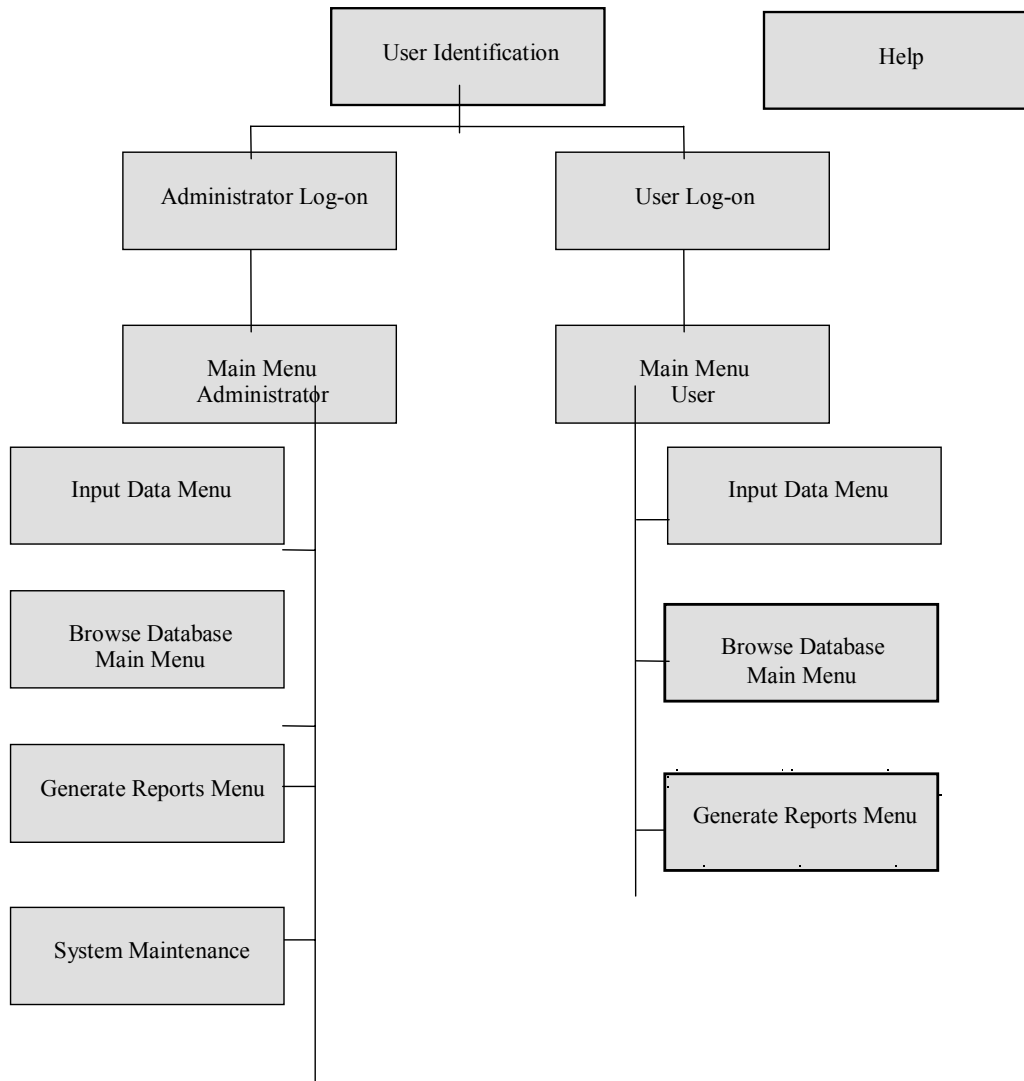 User Identification
Help
Administrator Log-on
User Log-on
Main Menu
Administrator
Main Menu
User
Input Data Menu
Input Data Menu
Browse Database
Main Menu
Browse Database
Main Menu
Generate Reports Menu
Generate Reports Menu
System Maintenance